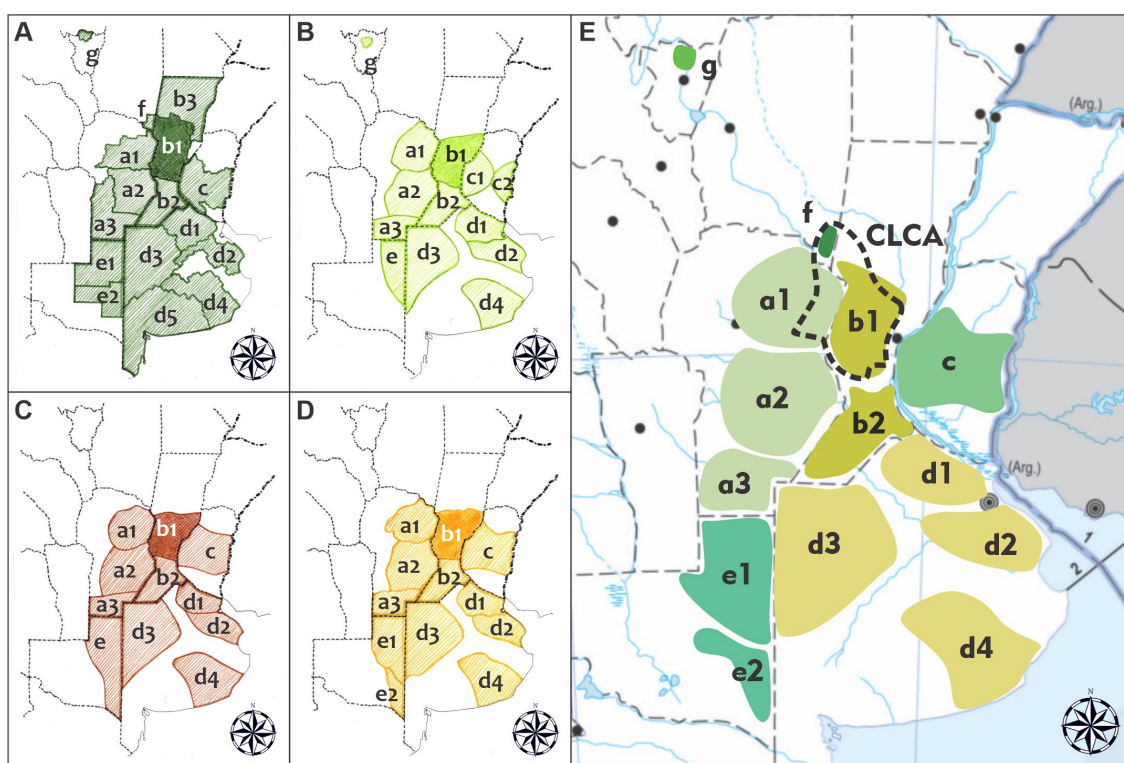 A
g
b3
f
b1
a1
a2
b2
c
a3
d1
d3
d2
e1
e2
d4
d5
N
B
g
a1
b1
c1
c2
a2
b2
a3
d1
d3
d2
e
d4
N
C
a1
b1
c
a2
b2
a3
d1
d3
d2
e
d4
N
D
a1
b1
c
a2
b2
a3
d1
d3
d2
e1
e2
d4
N
E
g
(Arg.)
f
CLCA
a1
b1
c
a2
b2
a3
d1
(Arg.)
d3
d2
1
2
e1
e2
d4
N